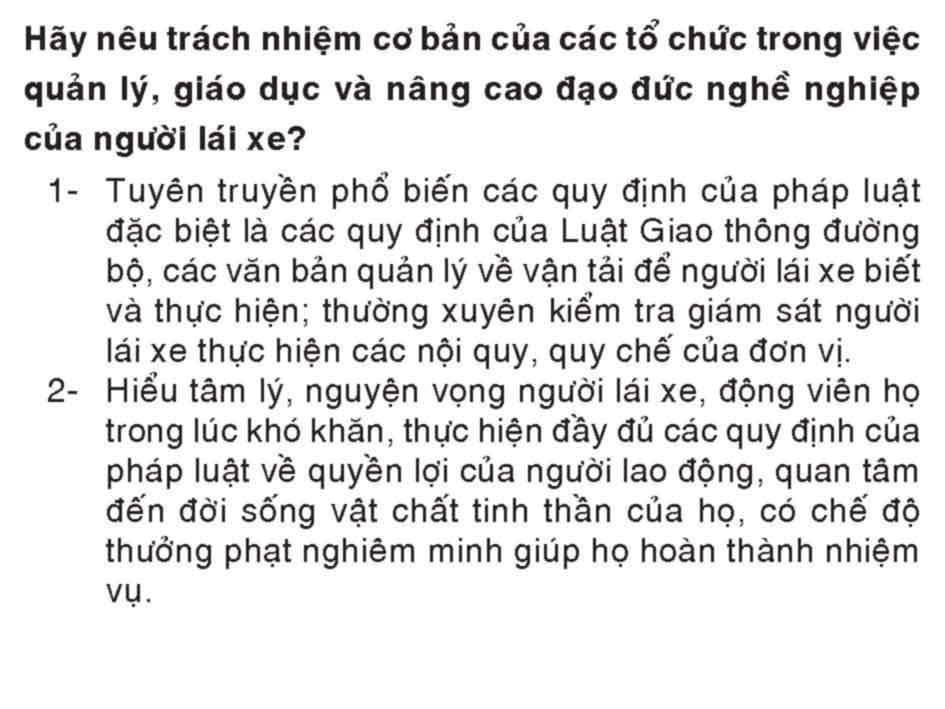 Hãy nêu trách nhiệm cơ bản của các tổ chức trong việc
quản lý, giáo dục và nâng cao đạo đức nghề nghiệp
của người lái xe?
1- Tuyên truyền phổ biến các quy định của pháp luật
đặc biệt là các quy định của Luật Giao thông đường
bộ, các văn bản quản lý về vận tải để người lái xe biết
và thực hiện; thường xuyên kiểm tra giám sát người
lái xe thực hiện các nội quy, quy chế của đơn vị.
2- Hiểu tâm lý, nguyện vọng người lái xe, động viên họ
trong lúc khó khăn, thực hiện đầy đủ các quy định của
pháp luật về quyền lợi của người lao động, quan tâm
đến đời sống vật chất tinh thần của họ, có chế độ
thưởng phạt nghiêm minh giúp họ hoàn thành nhiệm
vụ.